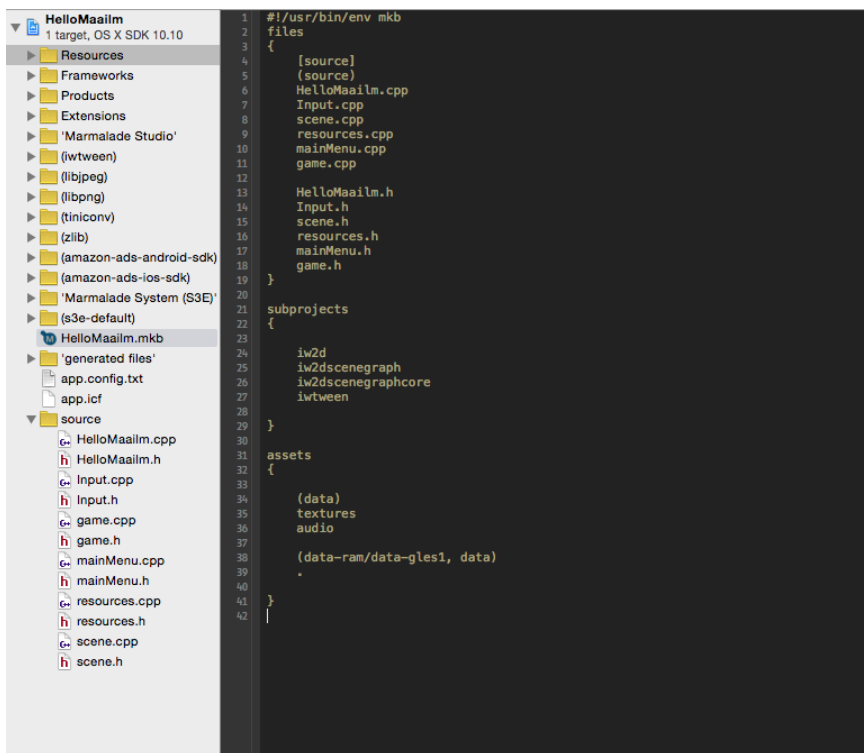 HelloMaailm
1 target, OS X SDK 10.10
Resources
Frameworks
Products
Extensions
'Marmalade Studio'
(iwtween)
(libjpeg)
(libpng)
(tiniconv)
(zlib)
(amazon-ads-android-sdk)
(amazon-ads-ios-sdk)
'Marmalade System (S3E)'
(s3e-default)
HelloMaailm.mkb
'generated files'
app.config.txt
app.icf
source
HelloMaailm.cpp
HelloMaailm.h
Input.cpp
Input.h
game.cpp
game.h
mainMenu.cpp
mainMenu.h
resources.cpp
resources.h
scene.cpp
scene.h
1 #!/usr/bin/env mkb
2 files
3 {
4 [source]
5 (source)
6 HelloMaailm.cpp
7 Input.cpp
8 scene.cpp
9 resources.cpp
10 mainMenu.cpp
11 game.cpp
12
13 HelloMaailm.h
14 Input.h
15 scene.h
16 resources.h
17 mainMenu.h
18 game.h
19 }
20
21 subprojects
22 {
23
24 iw2d
25 iw2dscenegraph
26 iw2dscenegraphcore
27 iwtween
28
29 }
30
31 assets
32 {
33
34 (data)
35 textures
36 audio
37
38 (data-ram/data-gles1, data)
39 .
40
41 }
42